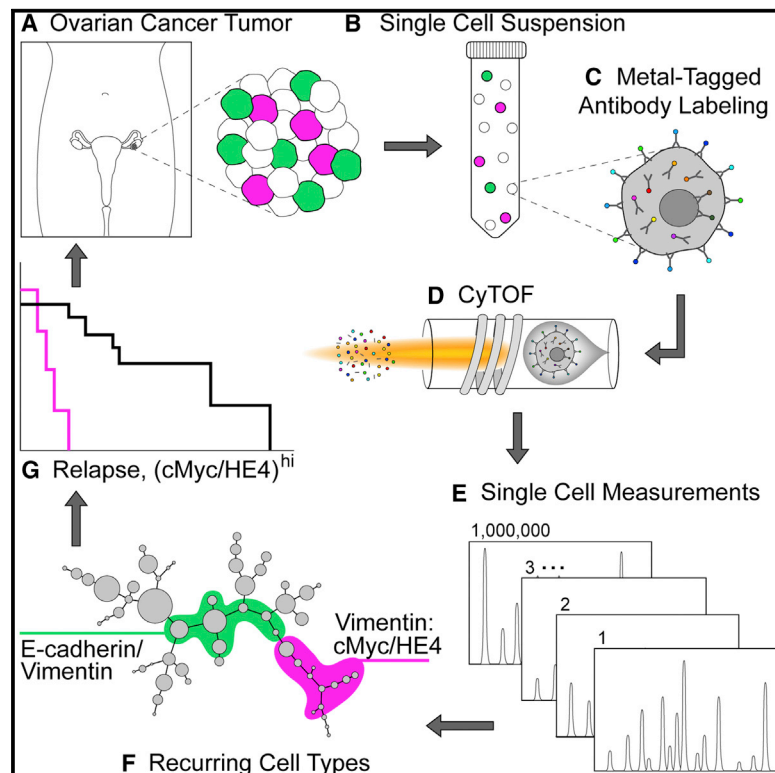 A Ovarian Cancer Tumor
B Single Cell Suspension
C Metal-Tagged
Antibody Labeling
D CyTOF
E Single Cell Measurements
1,000,000
3 ...
2
1
G Relapse, (cMyc/HE4)hi
E-cadherin/
Vimentin
Vimentin:
cMyc/HE4
F Recurring Cell Types